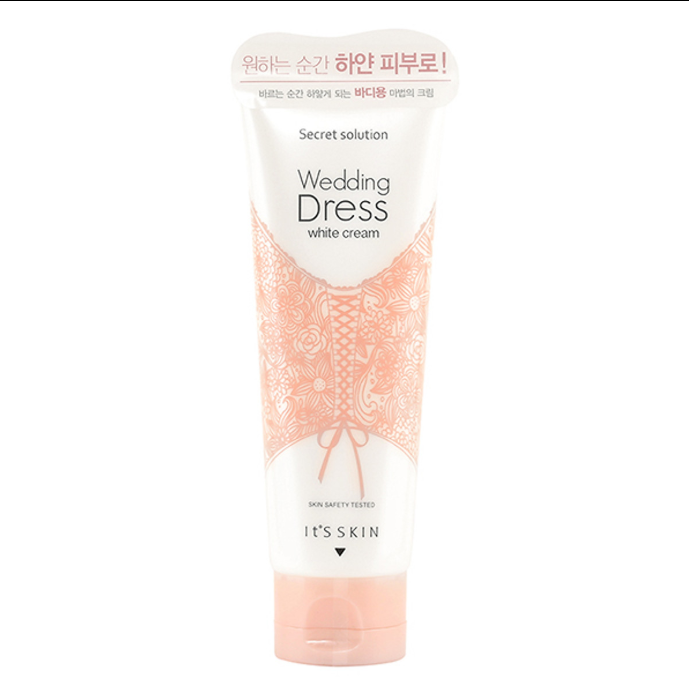 원하는 순간 하얀 피부로!
바르는 순간 하얗게 되는 바디용 마법의 크림
Secret solution
Wedding
Dress
white cream
SKIN SAFETY TESTED
It'S SKIN